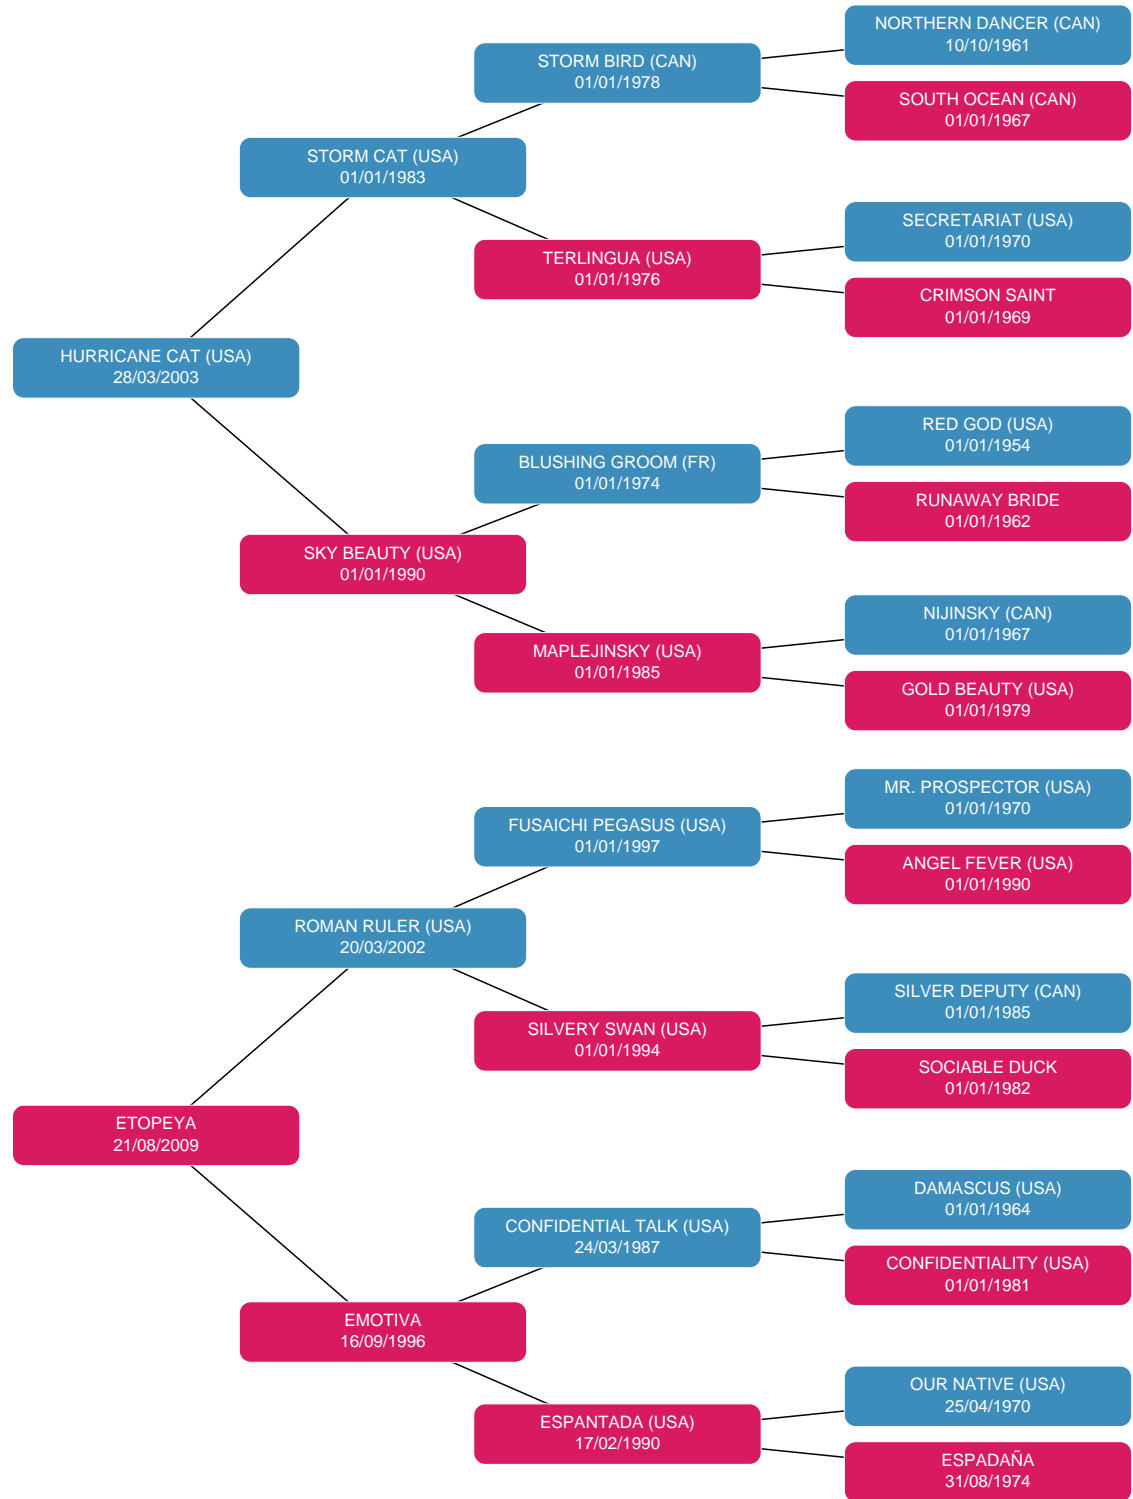 NORTHERN DANCER (CAN)
10/10/1961
STORM BIRD (CAN)
01/01/1978
SOUTH OCEAN (CAN)
01/01/1967
STORM CAT (USA)
01/01/1983
SECRETARIAT (USA)
01/01/1970
TERLINGUA (USA)
01/01/1976
CRIMSON SAINT
01/01/1969
HURRICANE CAT (USA)
28/03/2003
RED GOD (USA)
01/01/1954
BLUSHING GROOM (FR)
01/01/1974
RUNAWAY BRIDE
01/01/1962
SKY BEAUTY (USA)
01/01/1990
NIJINSKY (CAN)
01/01/1967
MAPLEJINSKY (USA)
01/01/1985
GOLD BEAUTY (USA)
01/01/1979
MR. PROSPECTOR (USA)
01/01/1970
FUSAICHI PEGASUS (USA)
01/01/1997
ANGEL FEVER (USA)
01/01/1990
ROMAN RULER (USA)
20/03/2002
SILVER DEPUTY (CAN)
01/01/1985
SILVERY SWAN (USA)
01/01/1994
SOCIABLE DUCK
01/01/1982
ETOPEYA
21/08/2009
DAMASCUS (USA)
01/01/1964
CONFIDENTIAL TALK (USA)
24/03/1987
CONFIDENTIALITY (USA)
01/01/1981
EMOTIVA
16/09/1996
OUR NATIVE (USA)
25/04/1970
ESPANTADA (USA)
17/02/1990
ESPADAÑA
31/08/1974